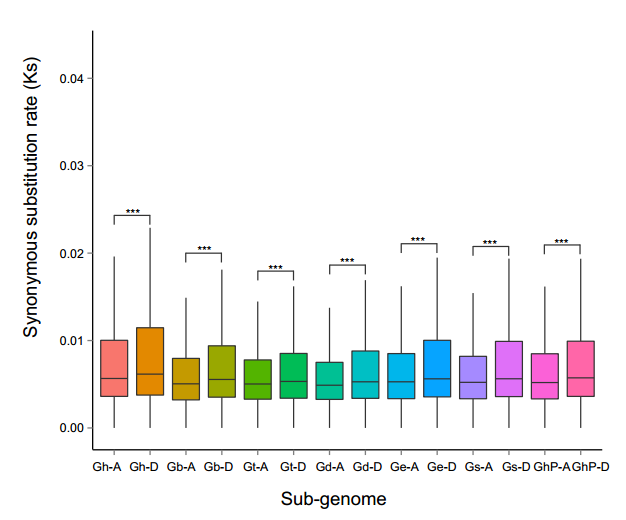 Synonymous substitution rate (Ks)
0.04
0.03
0.02
0.01
0.00
*** *** *** *** *** *** ***
Gh-A Gh-D Gb-A Gb-D Gt-A Gt-D Gd-A Gd-D Ge-A Ge-D Gs-A Gs-D GhP-A GhP-D
Sub-genome